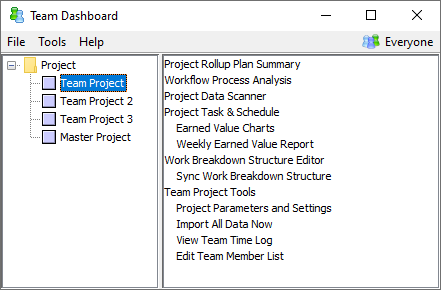 Team Dashboard
File Tools Help Everyone
Project
Team Project
Team Project 2
Team Project 3
Master Project
Project Rollup Plan Summary
Workflow Process Analysis
Project Data Scanner
Project Task & Schedule
Earned Value Charts
Weekly Earned Value Report
Work Breakdown Structure Editor
Sync Work Breakdown Structure
Team Project Tools
Project Parameters and Settings
Import All Data Now
View Team Time Log
Edit Team Member List